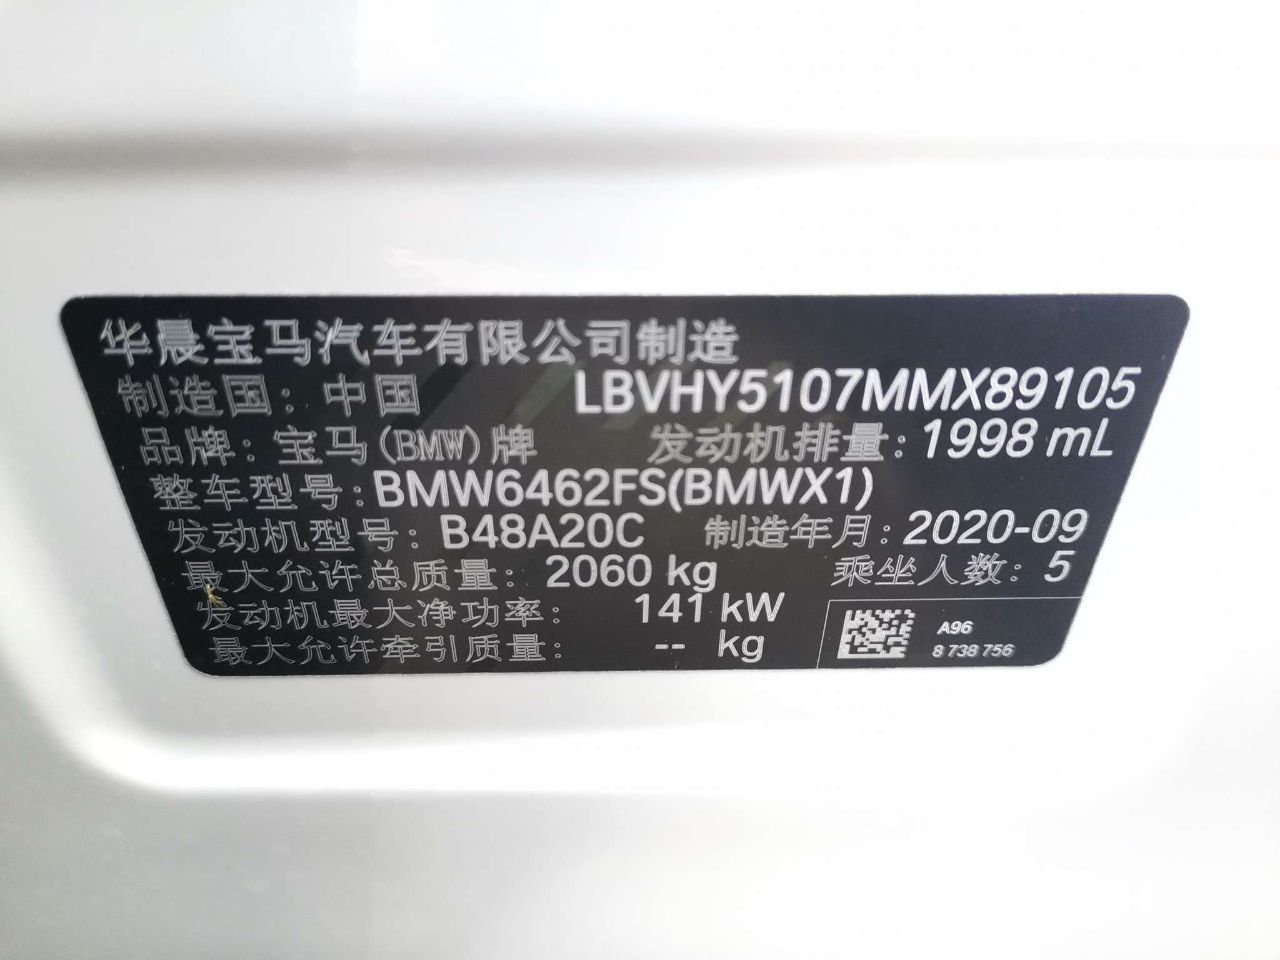 华晨宝马汽车有限公司制造
制造国：中国 LBVHY5107MMX89105
品牌：宝马(BMW)牌 发动机排量：1998 mL
整车型号：BMW6462FS(BMWX1)
发动机型号：B48A20C 制造年月：2020-09
最大允许总质量：2060 kg 乘坐人数：5
发动机最大净功率：141 kW
最大允许牵引质量：-- kg
A96
8 738 756